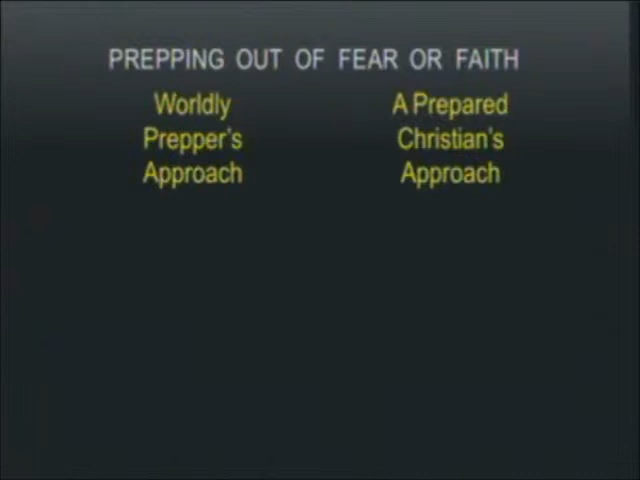 PREPPING OUT OF FEAR OR FAITH
Worldly
Prepper's
Approach
A Prepared
Christian's
Approach